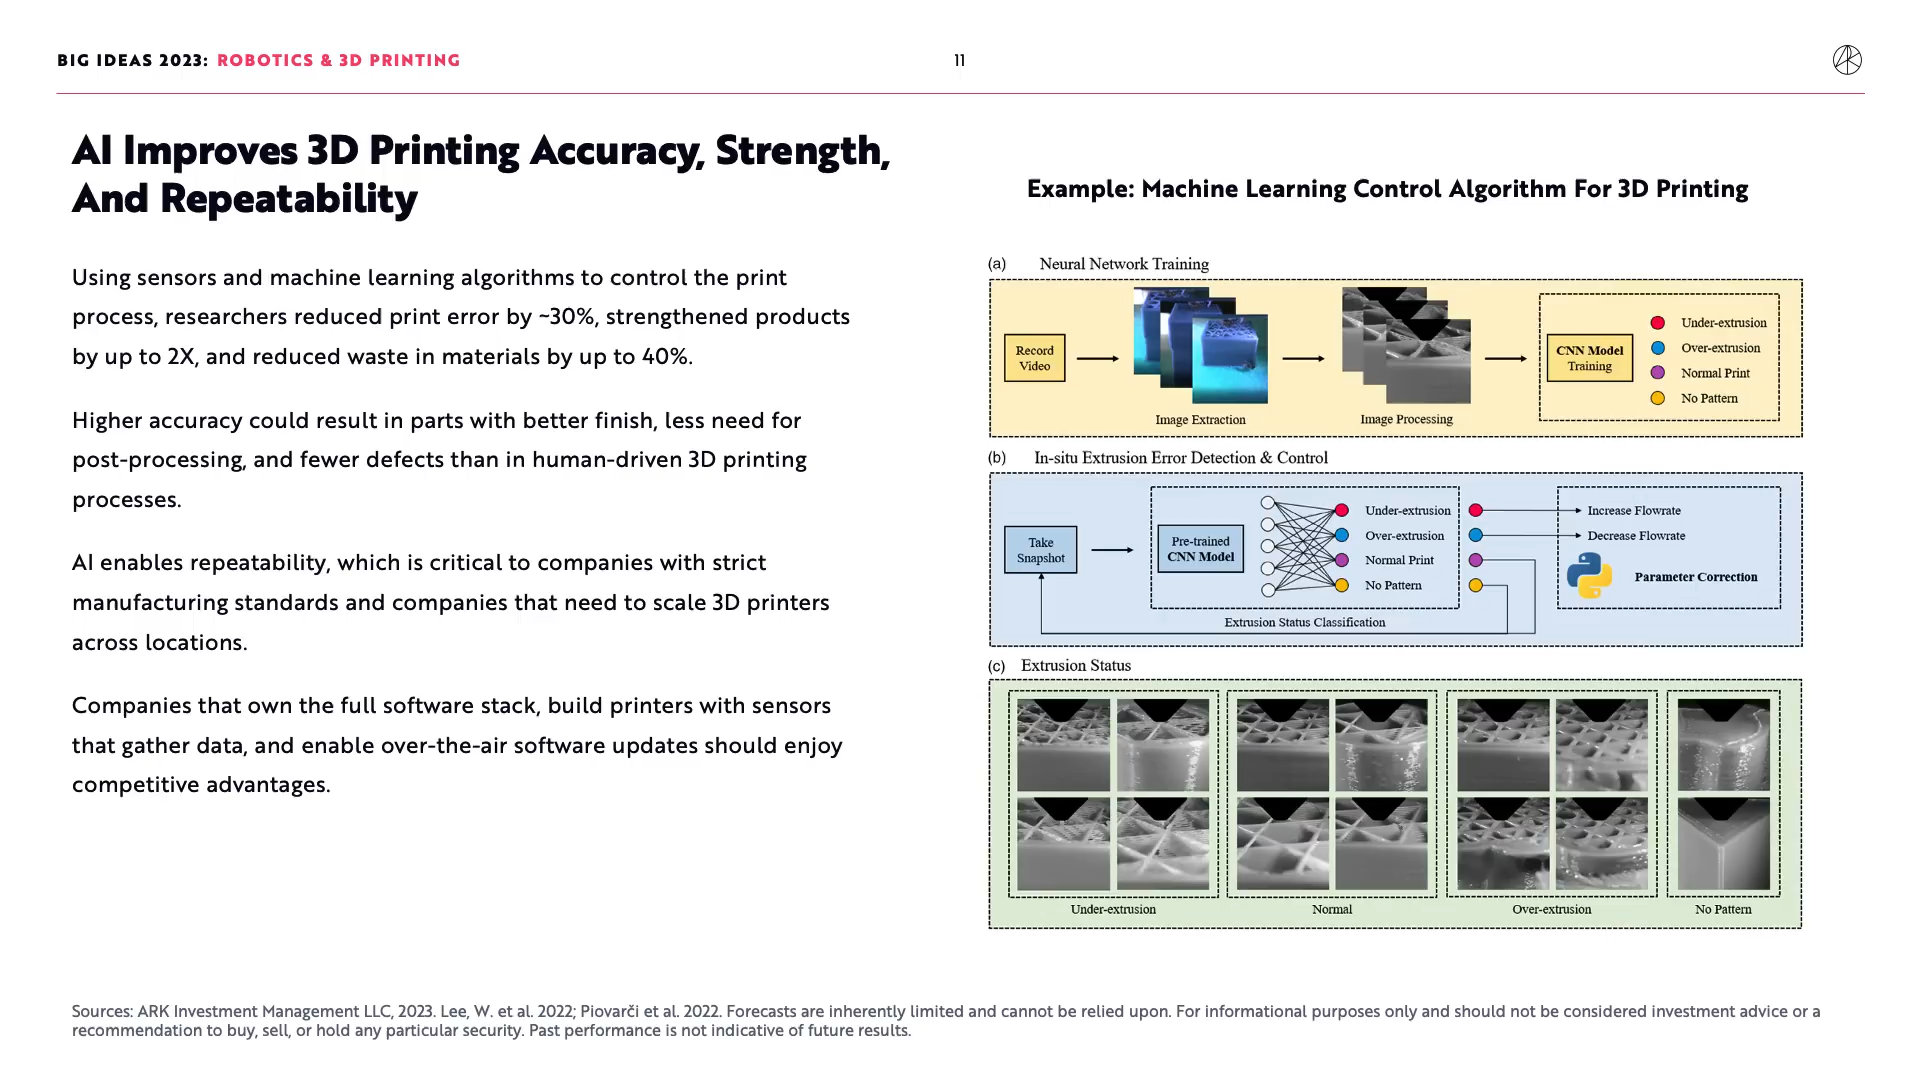 BIG IDEAS 2023: ROBOTICS & 3D PRINTING
11
AI Improves 3D Printing Accuracy, Strength,
And Repeatability
Using sensors and machine learning algorithms to control the print
process, researchers reduced print error by ~30%, strengthened products
by up to 2X, and reduced waste in materials by up to 40%.
Higher accuracy could result in parts with better finish, less need for
post-processing, and fewer defects than in human-driven 3D printing
processes.
AI enables repeatability, which is critical to companies with strict
manufacturing standards and companies that need to scale 3D printers
across locations.
Companies that own the full software stack, build printers with sensors
that gather data, and enable over-the-air software updates should enjoy
competitive advantages.
Example: Machine Learning Control Algorithm For 3D Printing
(a) Neural Network Training
Record
Video
Image Extraction
Image Processing
CNN Model
Training
Under-extrusion
Over-extrusion
Normal Print
No Pattern
(b) In-situ Extrusion Error Detection & Control
Take
Snapshot
Pre-trained
CNN Model
Under-extrusion
Over-extrusion
Normal Print
No Pattern
Extrusion Status Classification
Increase Flowrate
Decrease Flowrate
Parameter Correction
(c) Extrusion Status
Under-extrusion
Normal
Over-extrusion
No Pattern
Sources: ARK Investment Management LLC, 2023. Lee, W. et al. 2022; Piovarči et al. 2022. Forecasts are inherently limited and cannot be relied upon. For informational purposes only and should not be considered investment advice or a
recommendation to buy, sell, or hold any particular security. Past performance is not indicative of future results.